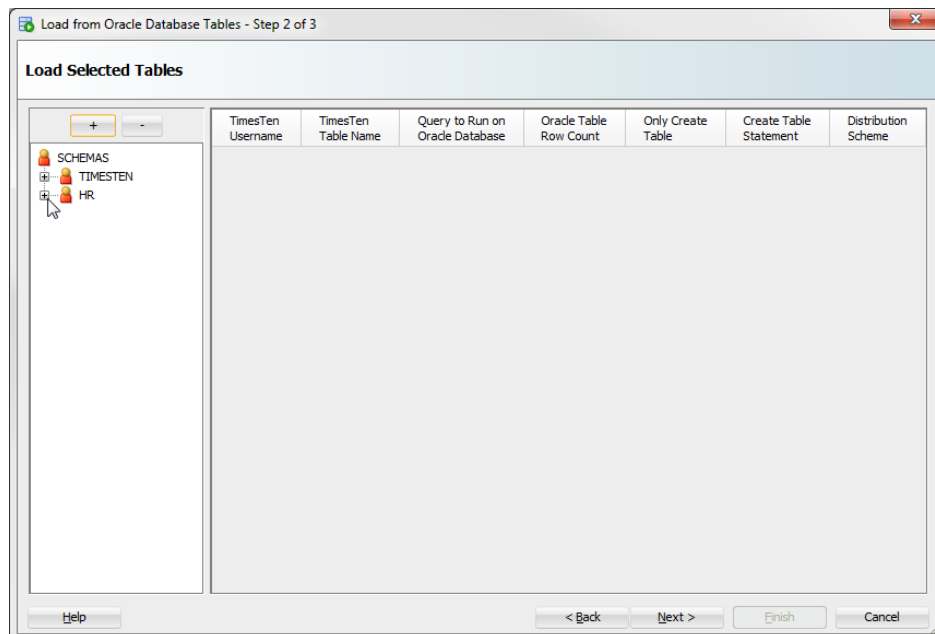 Load from Oracle Database Tables - Step 2 of 3
Load Selected Tables
+ -
TimesTen Username
TimesTen Table Name
Query to Run on Oracle Database
Oracle Table Row Count
Only Create Table
Create Table Statement
Distribution Scheme
SCHEMAS
TIMESTEN
HR
Help
< Back
Next >
Finish
Cancel